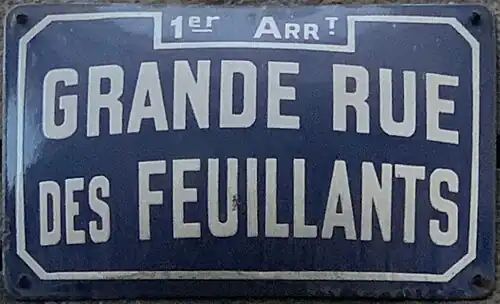 1er ARRT
GRANDE RUE
DES FEUILLANTS